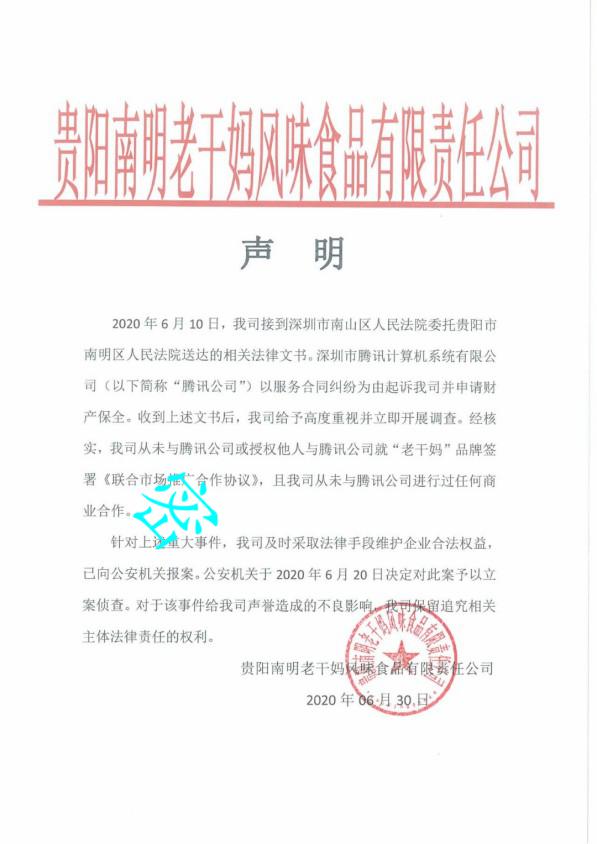 贵阳南明老干妈风味食品有限责任公司
声 明
2020 年 6 月 10 日，我司接到深圳市南山区人民法院委托贵阳市
南明区人民法院送达的相关法律文书。深圳市腾讯计算机系统有限公
司（以下简称“腾讯公司”）以服务合同纠纷为由起诉我司并申请财
产保全。收到上述文书后，我司给予高度重视并立即开展调查。经核
实，我司从未与腾讯公司或授权他人与腾讯公司就“老干妈”品牌签
署《联合市场推广合作协议》，且我司从未与腾讯公司进行过任何商
业合作。
密
针对上述重大事件，我司及时采取法律手段维护企业合法权益，
已向公安机关报案。公安机关于 2020 年 6 月 20 日决定对此案予以立
案侦查。对于该事件给我司声誉造成的不良影响，我司保留追究相关
主体法律责任的权利。
贵阳南明老干妈风味食品有限责任公司
2020 年 06 月 30 日
贵阳南明老干妈风味食品有限责任公司